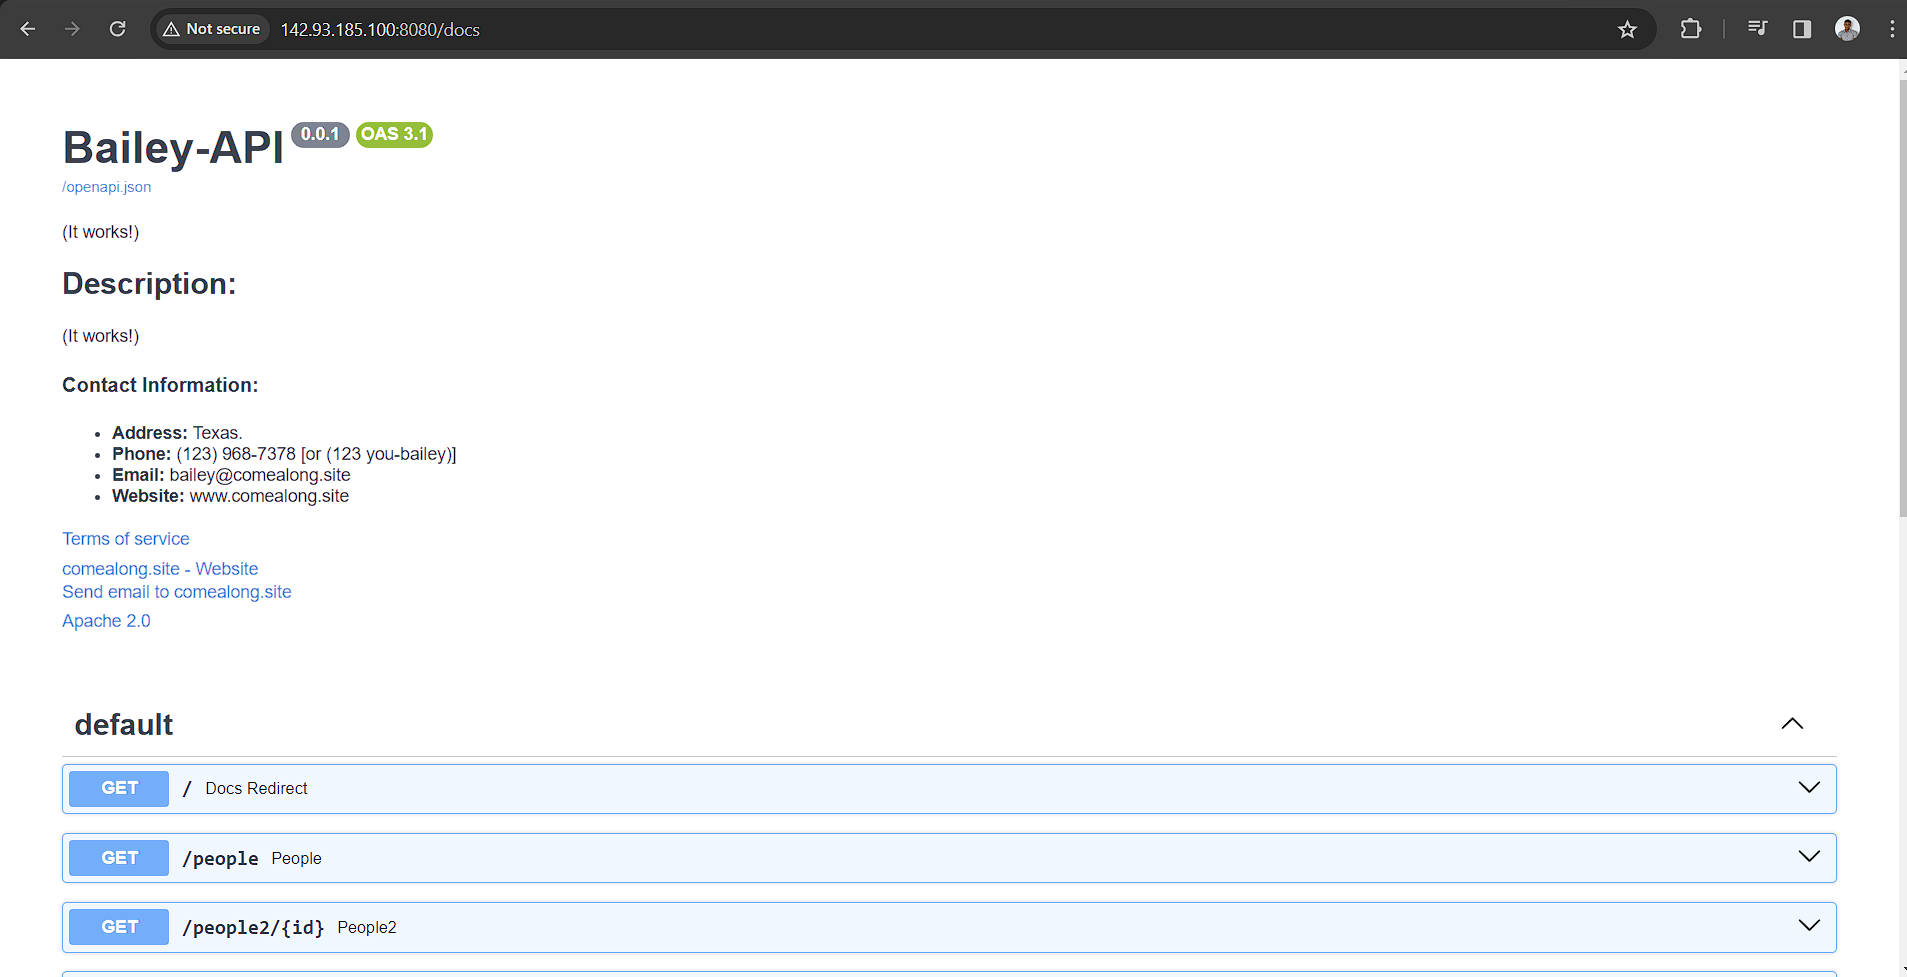 Not secure 142.93.185.100:8080/docs
Bailey-API 0.0.1 OAS 3.1
/openapi.json
(It works!)
Description:
(It works!)
Contact Information:
• Address: Texas.
• Phone: (123) 968-7378 [or (123 you-bailey)]
• Email: bailey@comealong.site
• Website: www.comealong.site
Terms of service
comealong.site - Website
Send email to comealong.site
Apache 2.0
default
GET / Docs Redirect
GET /people People
GET /people2/{id} People2